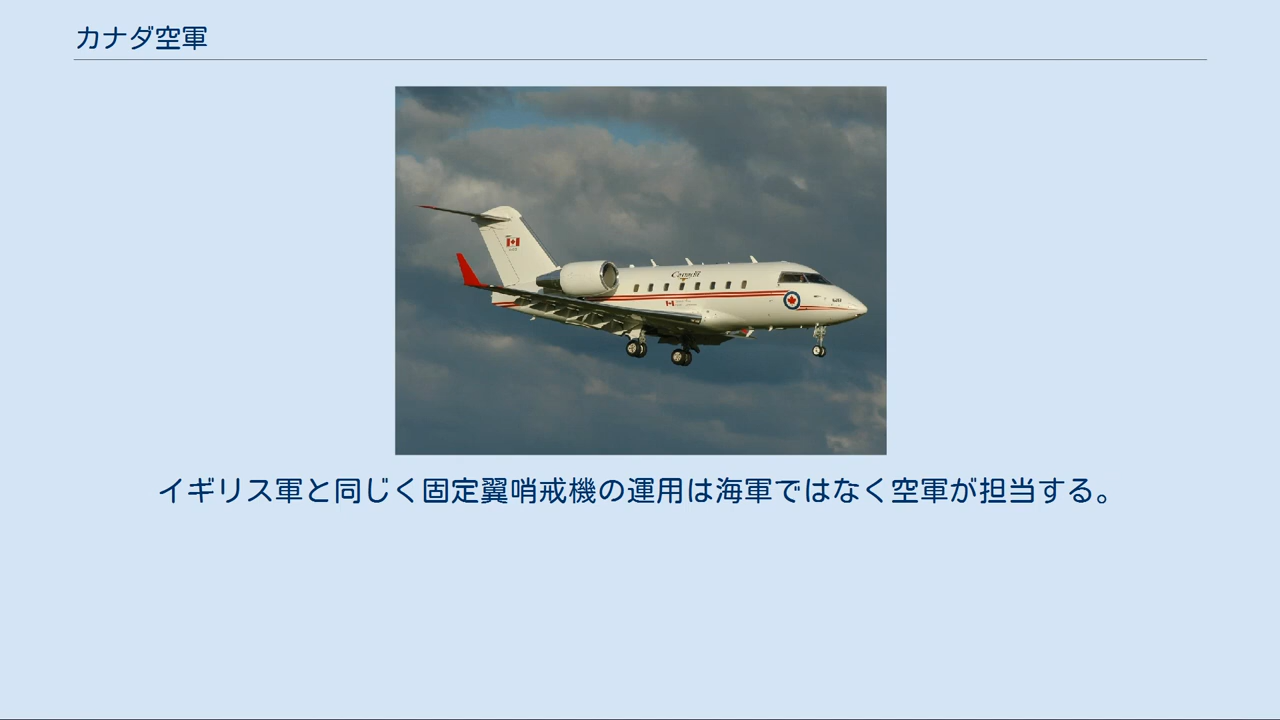 カナダ空軍
Canada
イギリス軍と同じく固定翼哨戒機の運用は海軍ではなく空軍が担当する。